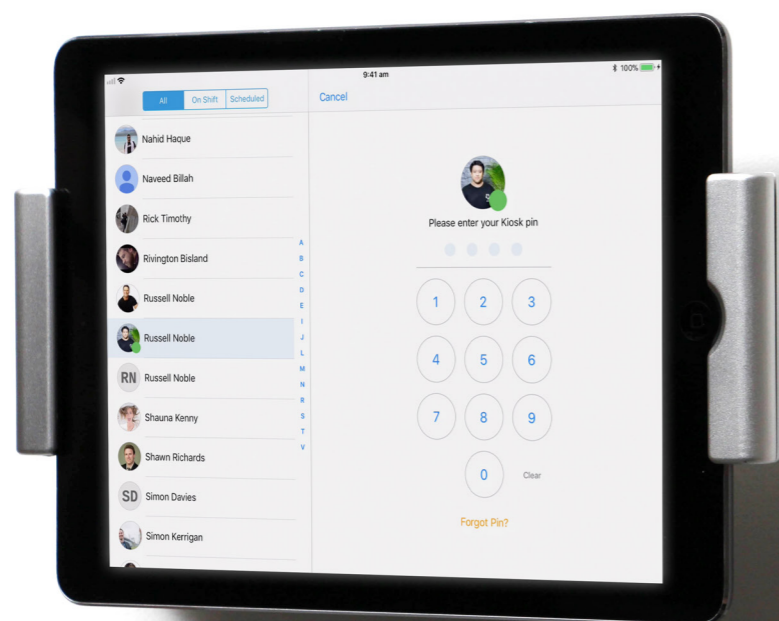 9:41 am
100%
All
On Shift
Scheduled
Cancel
Nahid Haque
Naveed Billah
Rick Timothy
Rivington Bisland
Russell Noble
Russell Noble
RN
Russell Noble
Shauna Kenny
Shawn Richards
SD
Simon Davies
Simon Kerrigan
A
B
C
D
E
I
J
L
M
N
R
S
T
V
Please enter your Kiosk pin
1
2
3
4
5
6
7
8
9
0
Clear
Forgot Pin?